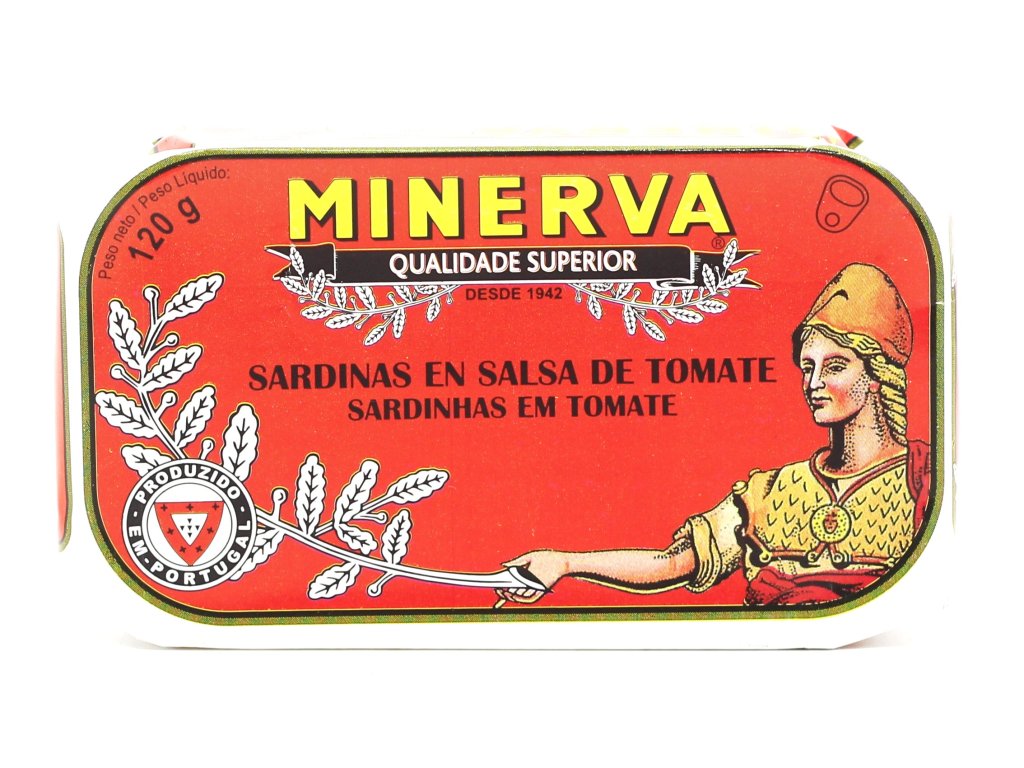 Peso neto / Peso Líquido:
120 g
MINERVA
®
QUALIDADE SUPERIOR
DESDE 1942
SARDINAS EN SALSA DE TOMATE
SARDINHAS EM TOMATE
PRODUZIDO
EM-PORTUGAL